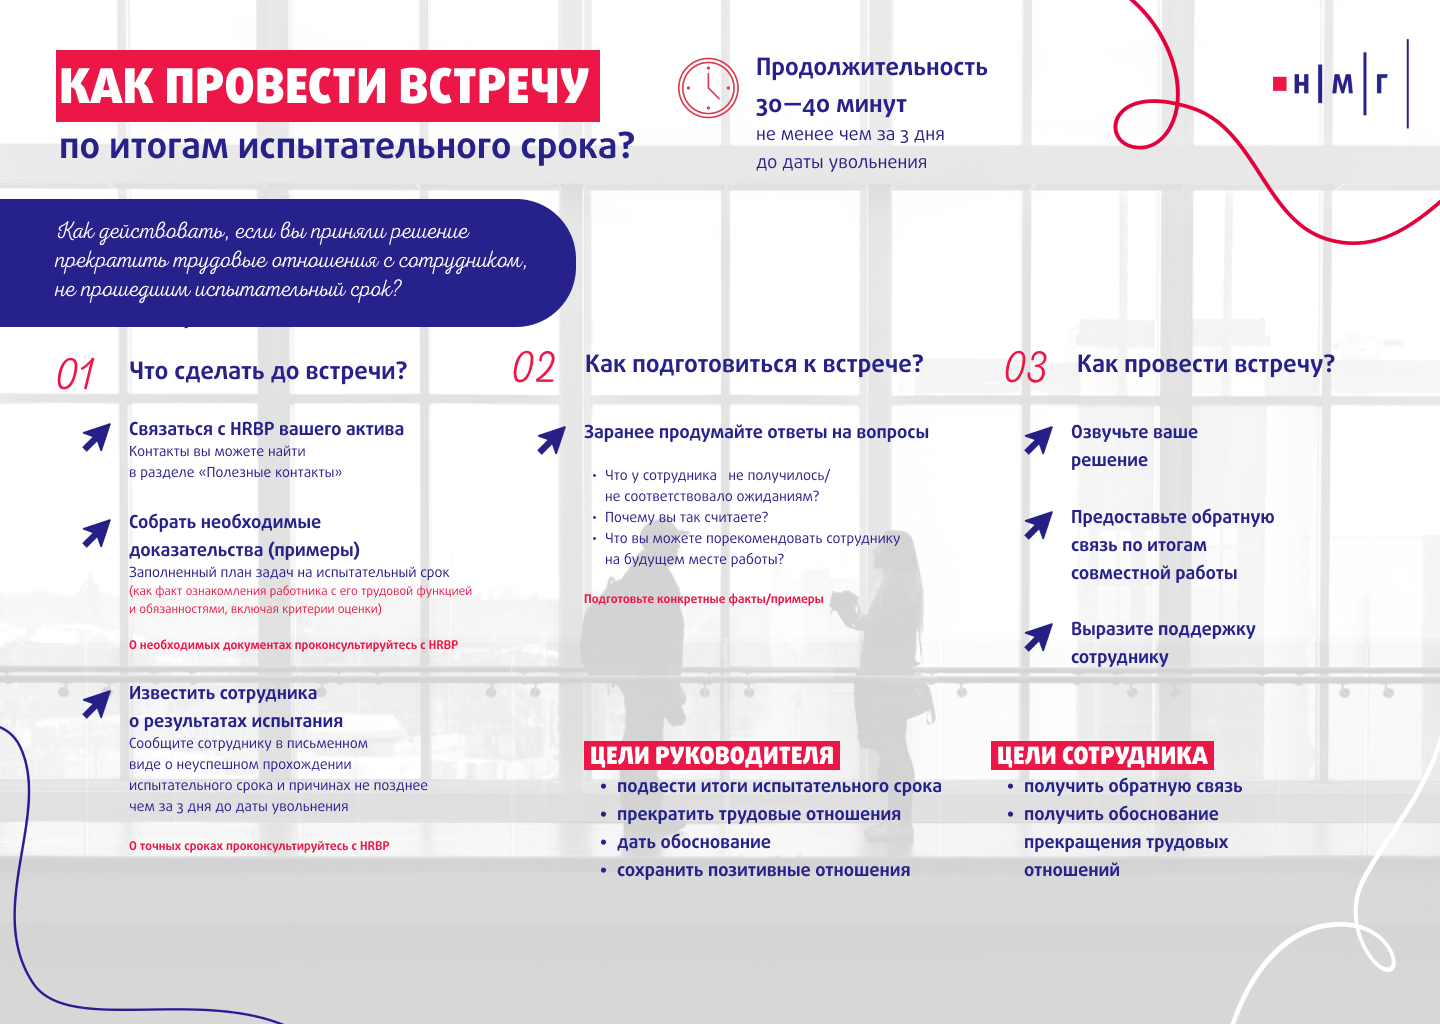 КАК ПРОВЕСТИ ВСТРЕЧУ
по итогам испытательного срока?
Продолжительность
30—40 минут
не менее чем за 3 дня
до даты увольнения
Н|М|Г
Как действовать, если вы приняли решение
прекратить трудовые отношения с сотрудником,
не прошедшим испытательный срок?
01 Что сделать до встречи?
Связаться с HRBP вашего актива
Контакты вы можете найти
в разделе «Полезные контакты»
Собрать необходимые
доказательства (примеры)
Заполненный план задач на испытательный срок
(как факт ознакомления работника с его трудовой функцией
и обязанностями, включая критерии оценки)
О необходимых документах проконсультируйтесь с HRBP
Известить сотрудника
о результатах испытания
Сообщите сотруднику в письменном
виде о неуспешном прохождении
испытательного срока и причинах не позднее
чем за 3 дня до даты увольнения
О точных сроках проконсультируйтесь с HRBP
02 Как подготовиться к встрече?
Заранее продумайте ответы на вопросы
• Что у сотрудника не получилось/
не соответствовало ожиданиям?
• Почему вы так считаете?
• Что вы можете порекомендовать сотруднику
на будущем месте работы?
Подготовьте конкретные факты/примеры
03 Как провести встречу?
Озвучьте ваше
решение
Предоставьте обратную
связь по итогам
совместной работы
Выразите поддержку
сотруднику
ЦЕЛИ РУКОВОДИТЕЛЯ
• подвести итоги испытательного срока
• прекратить трудовые отношения
• дать обоснование
• сохранить позитивные отношения
ЦЕЛИ СОТРУДНИКА
• получить обратную связь
• получить обоснование
прекращения трудовых
отношений